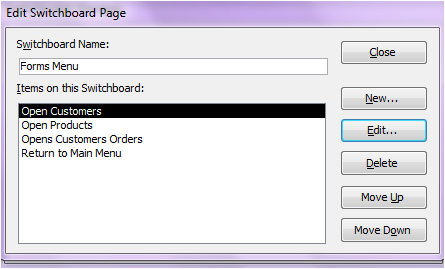 Edit Switchboard Page
Switchboard Name:
Close
Forms Menu
Items on this Switchboard:
New...
Open Customers
Open Products
Opens Customers Orders
Return to Main Menu
Edit...
Delete
Move Up
Move Down